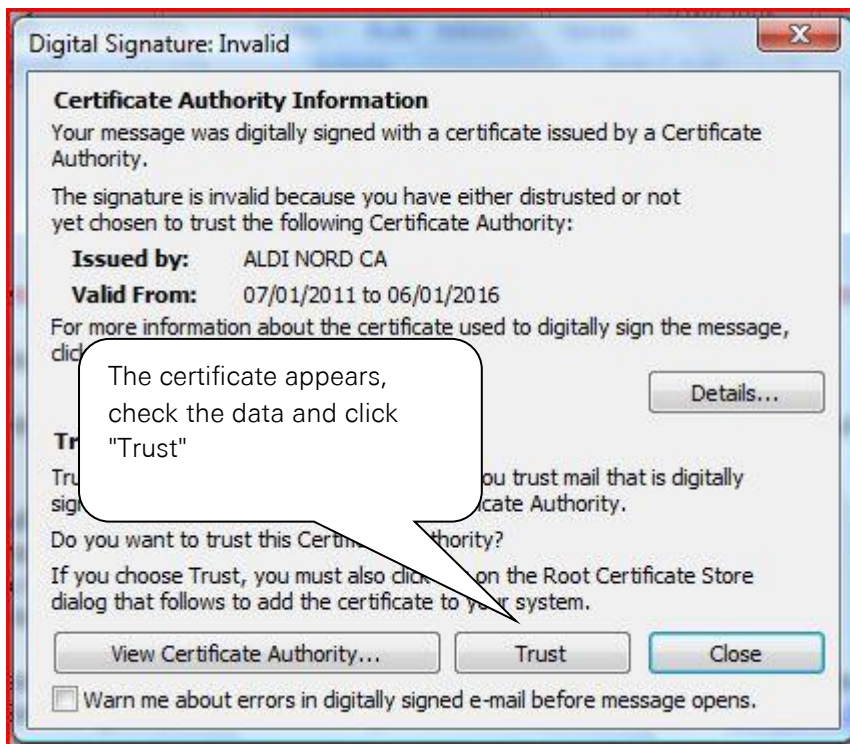 Digital Signature: Invalid
Certificate Authority Information
Your message was digitally signed with a certificate issued by a Certificate
Authority.
The signature is invalid because you have either distrusted or not
yet chosen to trust the following Certificate Authority:
Issued by: ALDI NORD CA
Valid From: 07/01/2011 to 06/01/2016
For more information about the certificate used to digitally sign the message,
The certificate appears,
check the data and click
"Trust"
Details...
ou trust mail that is digitally
icate Authority.
Do you want to trust this
If you choose Trust, you must also on the Root Certificate Store
dialog that follows to add the certificate to your system.
View Certificate Authority...
Trust
Close
Warn me about errors in digitally signed e-mail before message opens.